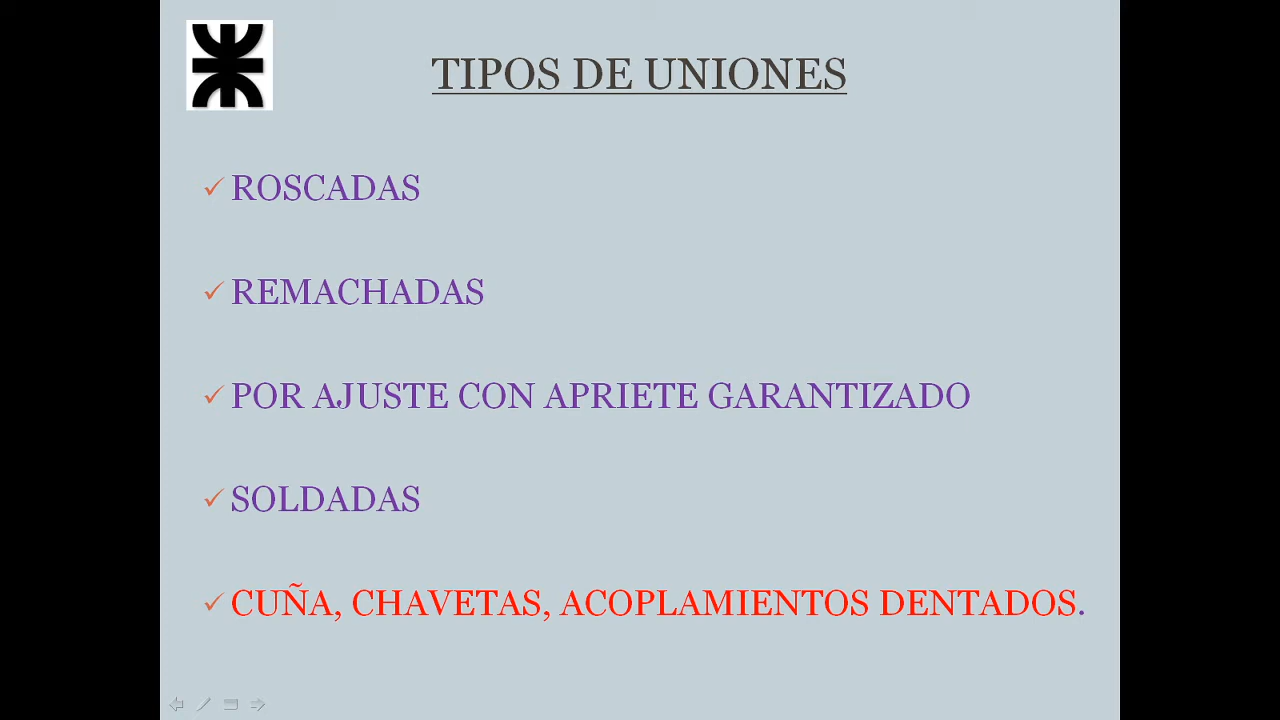 TIPOS DE UNIONES
ROSCADAS
REMACHADAS
POR AJUSTE CON APRIETE GARANTIZADO
SOLDADAS
CUÑA, CHAVETAS, ACOPLAMIENTOS DENTADOS.